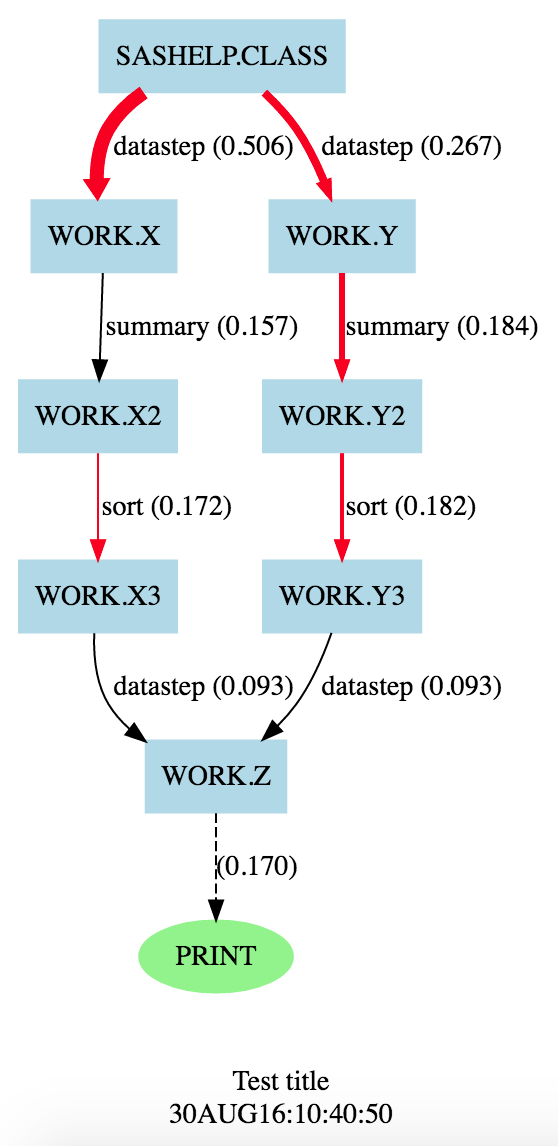 SASHELP.CLASS
datastep (0.506)
datastep (0.267)
WORK.X
WORK.Y
summary (0.157)
summary (0.184)
WORK.X2
WORK.Y2
sort (0.172)
sort (0.182)
WORK.X3
WORK.Y3
datastep (0.093)
datastep (0.093)
WORK.Z
(0.170)
PRINT
Test title
30AUG16:10:40:50